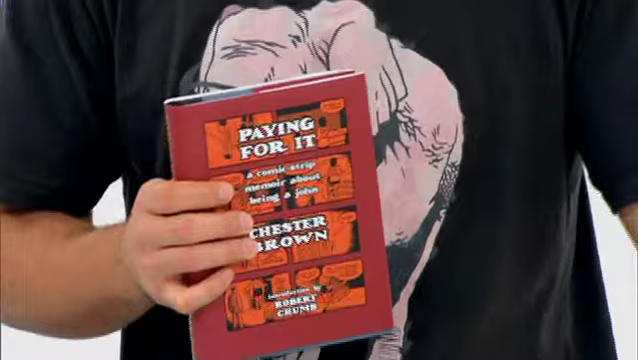 PAYING
FOR IT
a comic-strip
memoir about
being a john
CHESTER
BROWN
introduction by
ROBERT
CRUMB